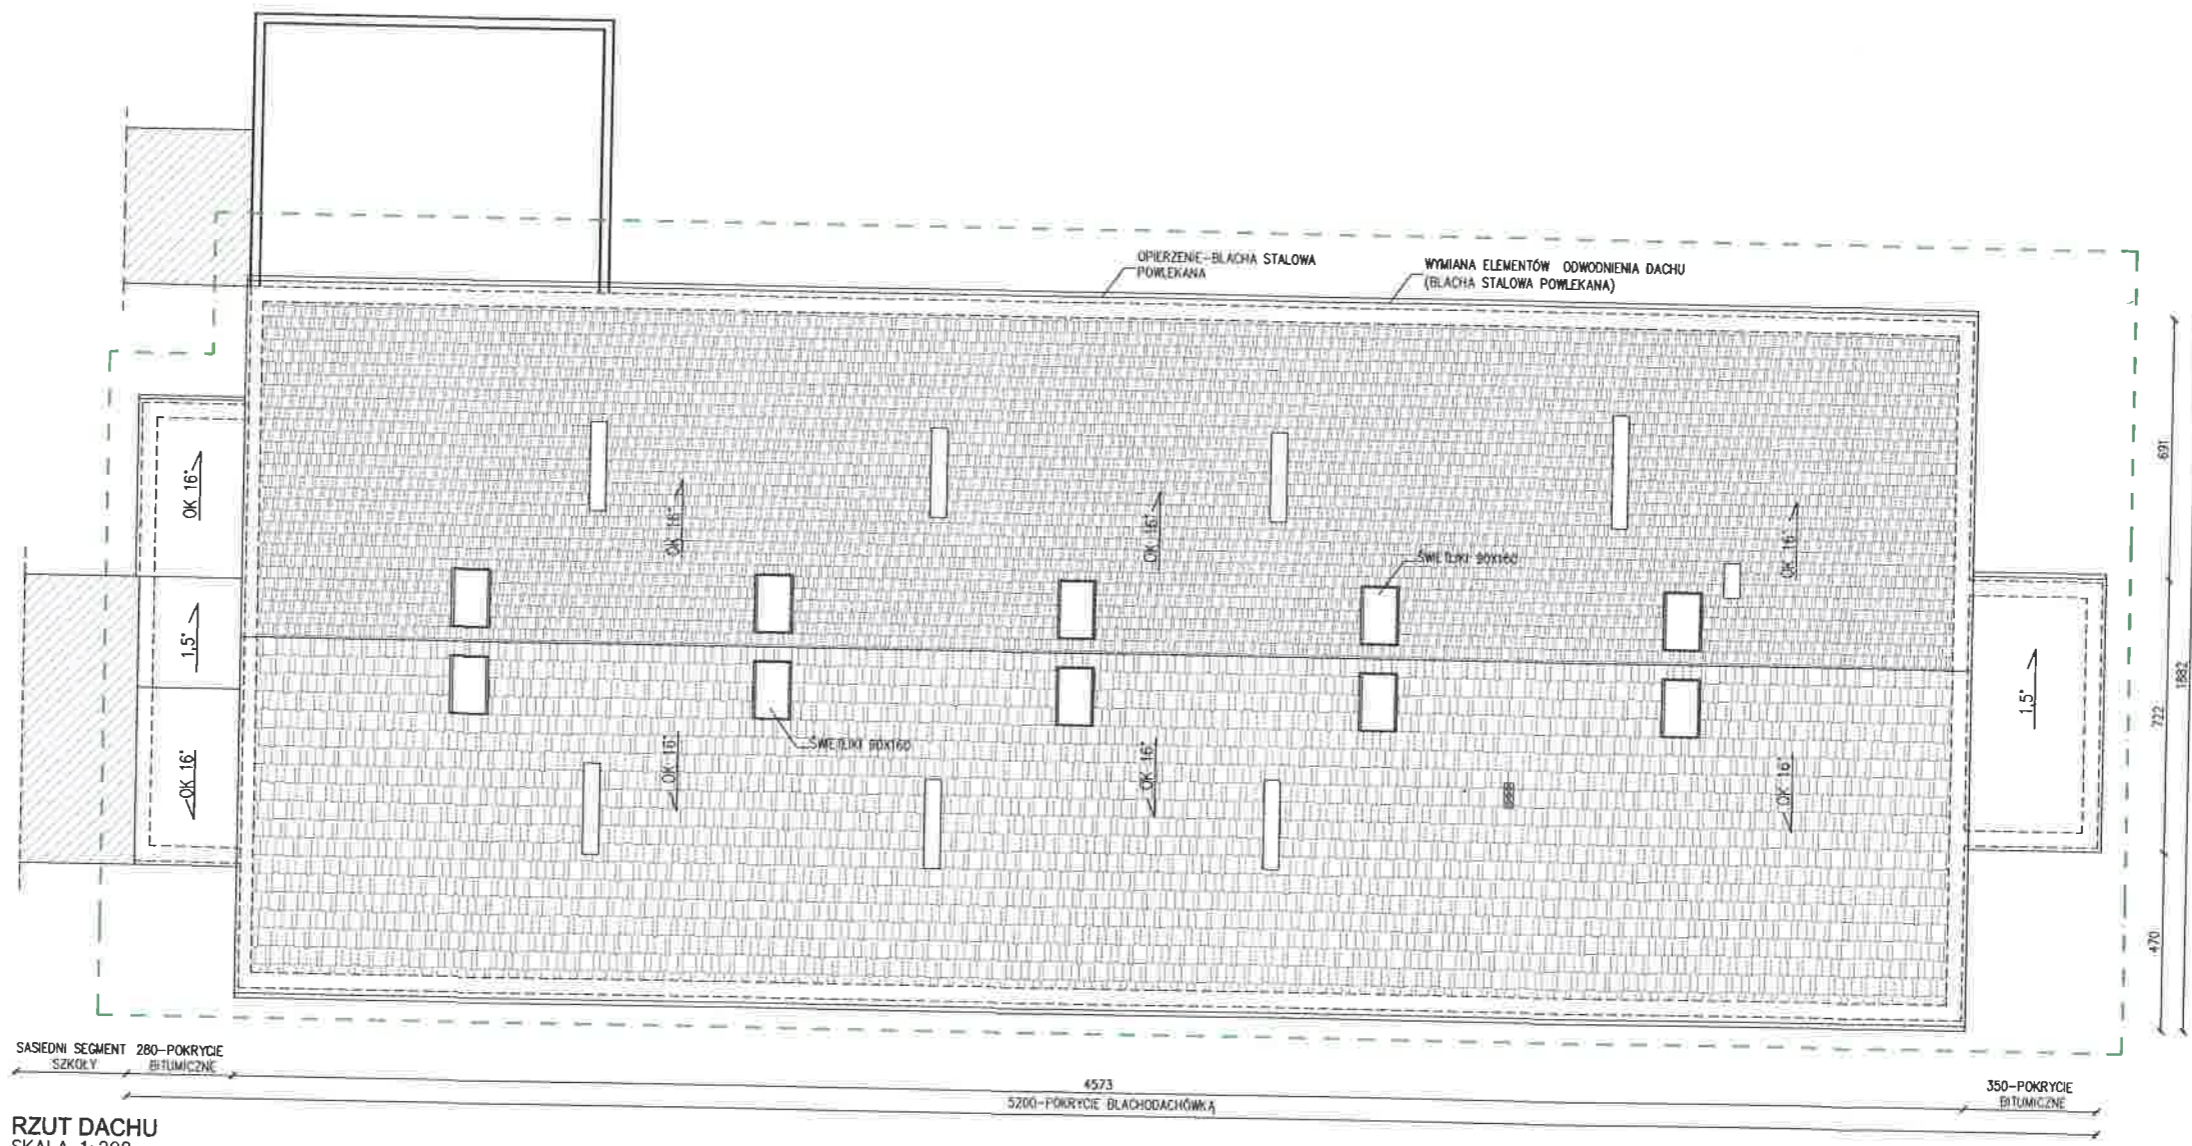 OPIERZENIE-BLACHA STALOWA
POWLEKANA
WYMIANA ELEMENTÓW ODWODNIENIA DACHU
(BLACHA STALOWA POWLEKANA)
691
OK 16°
OK 16°
OK 16°
OK 16°
ŚWIETLIKI 90X160
1,5°
1882
722
1,5°
ŚWIETLIKI 90X160
OK 16°
OK 16°
OK 16°
OK 16°
470
SASIEDNI SEGMENT
SZKOŁY
280-POKRYCIE
BITUMICZNE
4573
5200-POKRYCIE BLACHODACHÓWKĄ
350-POKRYCIE
BITUMICZNE
RZUT DACHU